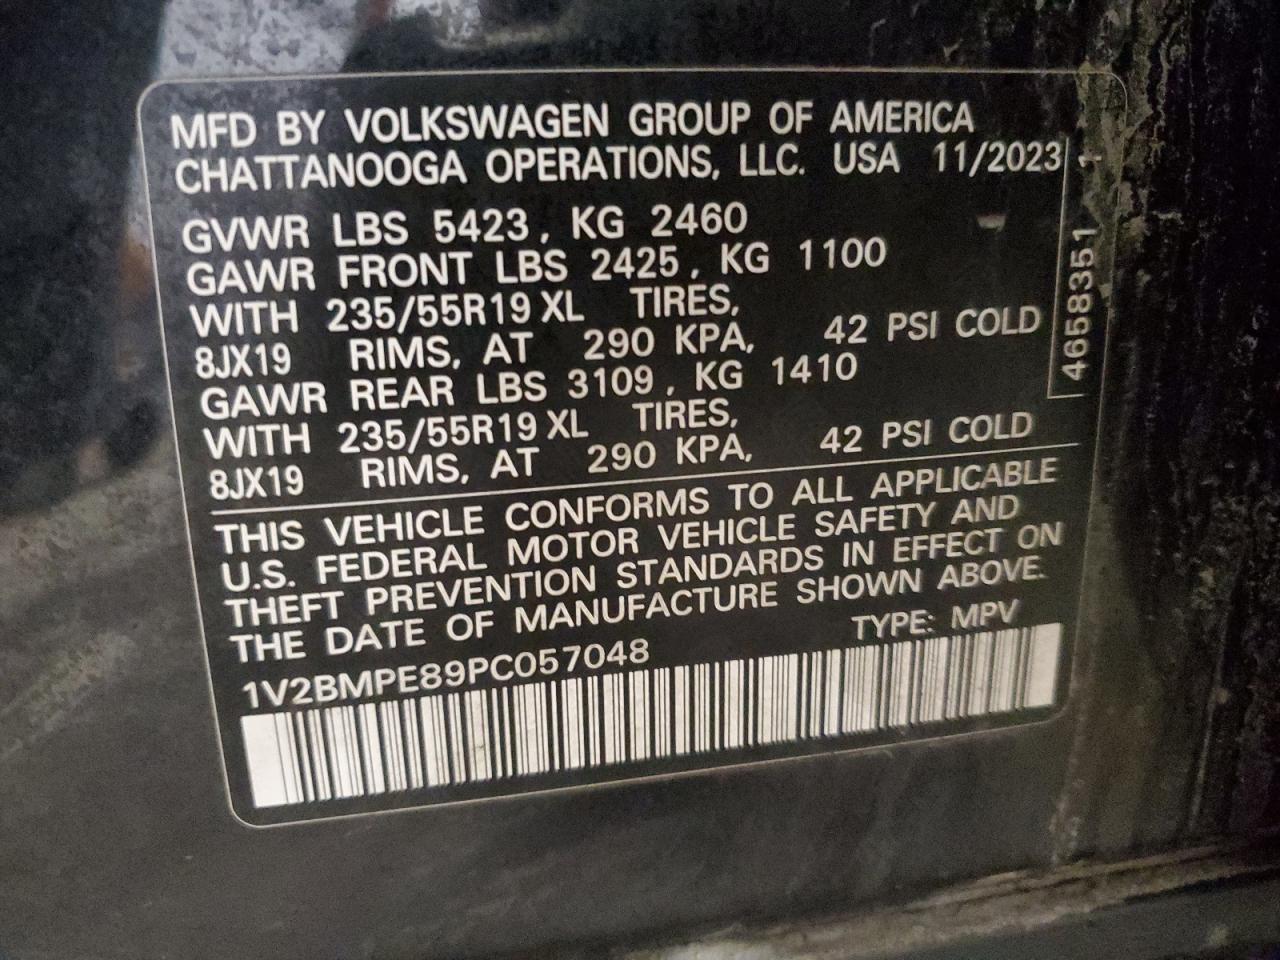 MFD BY VOLKSWAGEN GROUP OF AMERICA
CHATTANOOGA OPERATIONS, LLC. USA 11/2023
GVWR LBS 5423, KG 2460
GAWR FRONT LBS 2425, KG 1100
WITH 235/55R19 XL TIRES,
8JX19 RIMS, AT 290 KPA, 42 PSI COLD
GAWR REAR LBS 3109, KG 1410
WITH 235/55R19 XL TIRES,
8JX19 RIMS, AT 290 KPA, 42 PSI COLD
THIS VEHICLE CONFORMS TO ALL APPLICABLE
U.S. FEDERAL MOTOR VEHICLE SAFETY AND
THEFT PREVENTION STANDARDS IN EFFECT ON
THE DATE OF MANUFACTURE SHOWN ABOVE.
1V2BMPE89PC057048 TYPE: MPV
4658351 1